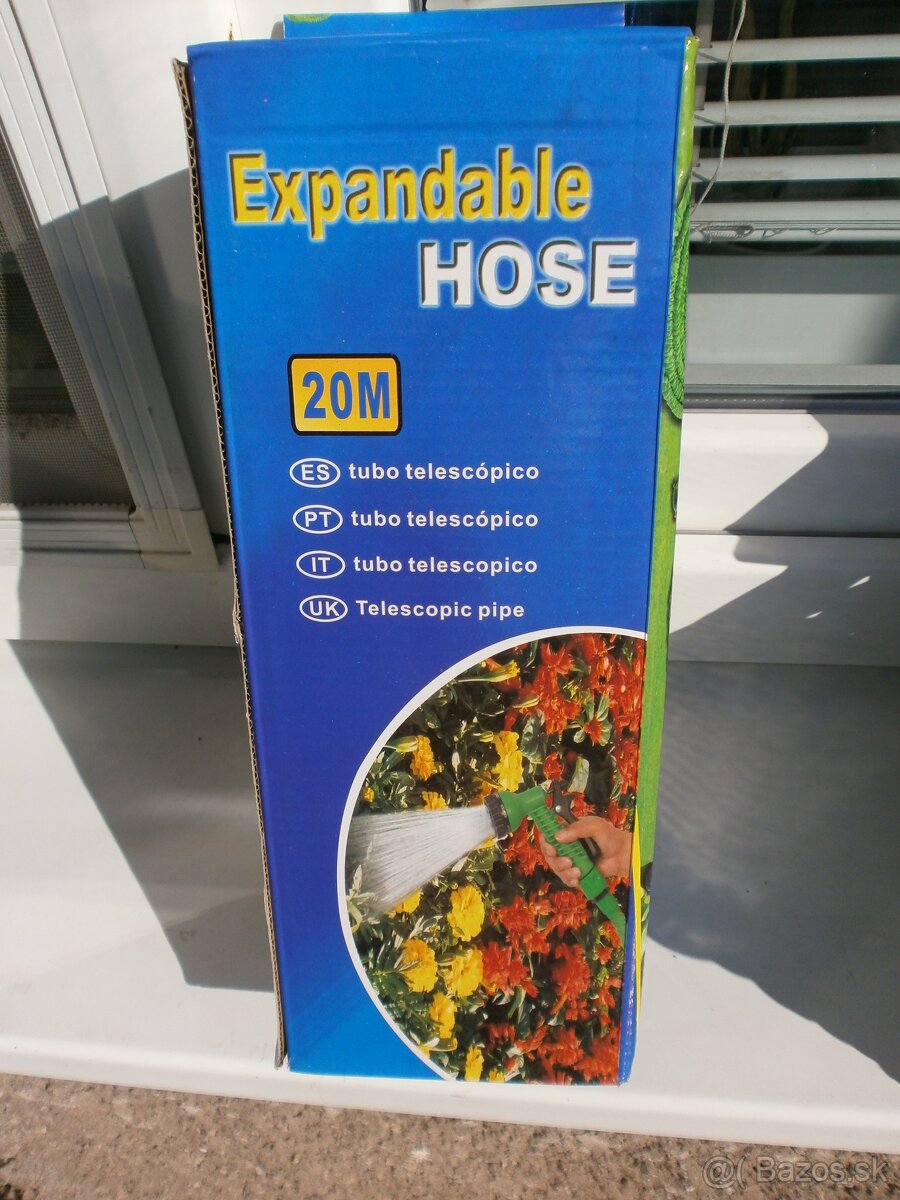 Expandable
HOSE
20M
ES tubo telescópico
PT tubo telescópico
IT tubo telescopico
UK Telescopic pipe
@( Bazos.sk